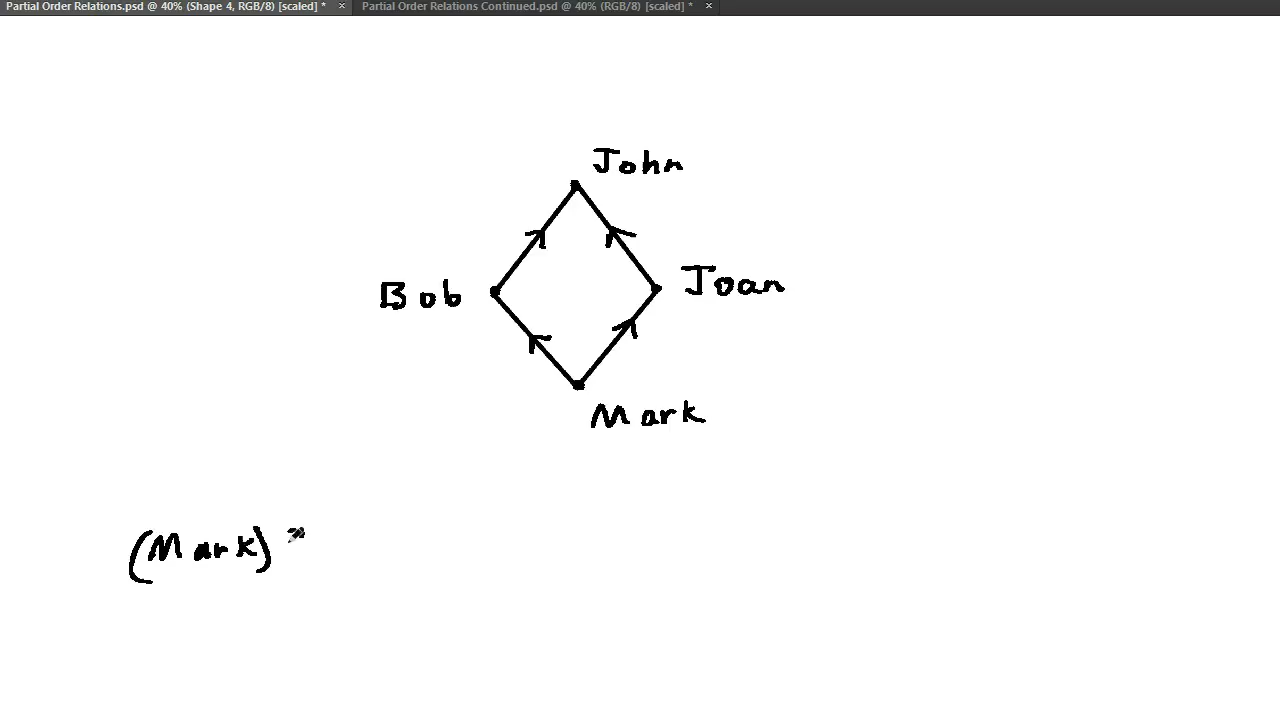 Partial Order Relations.psd @ 40% (Shape 4, RGB/8) [scaled] * × Partial Order Relations Continued.psd @ 40% (RGB/8) [scaled] * ×
John
Bob Joan
Mark
(Mark)